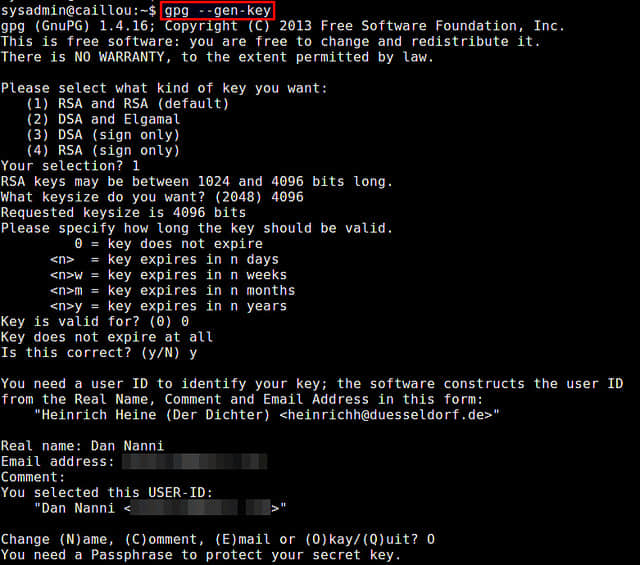 sysadmin@caillou:~$ gpg --gen-key
gpg (GnuPG) 1.4.16; Copyright (C) 2013 Free Software Foundation, Inc.
This is free software: you are free to change and redistribute it.
There is NO WARRANTY, to the extent permitted by law.
Please select what kind of key you want:
(1) RSA and RSA (default)
(2) DSA and Elgamal
(3) DSA (sign only)
(4) RSA (sign only)
Your selection? 1
RSA keys may be between 1024 and 4096 bits long.
What keysize do you want? (2048) 4096
Requested keysize is 4096 bits
Please specify how long the key should be valid.
0 = key does not expire
<n>  = key expires in n days
<n>w = key expires in n weeks
<n>m = key expires in n months
<n>y = key expires in n years
Key is valid for? (0) 0
Key does not expire at all
Is this correct? (y/N) y
You need a user ID to identify your key; the software constructs the user ID
from the Real Name, Comment and Email Address in this form:
"Heinrich Heine (Der Dichter) <heinrichh@duesseldorf.de>"
Real name: Dan Nanni
Email address:
Comment:
You selected this USER-ID:
"Dan Nanni < >"
Change (N)ame, (C)omment, (E)mail or (O)kay/(Q)uit? O
You need a Passphrase to protect your secret key.